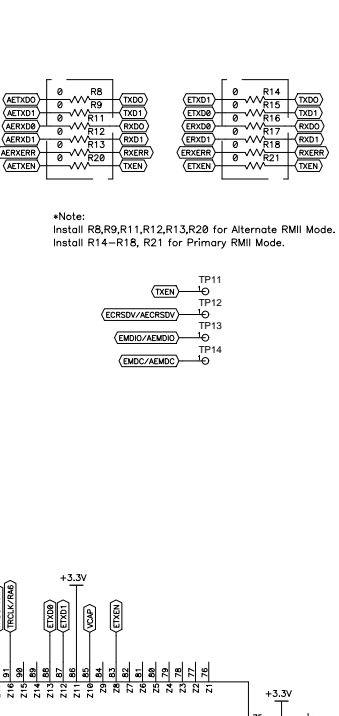 0 R8
AETXD0 TXD0
0 R9
AETXD1 TXD1
0 R11
AERXD0 RXD0
0 R12
AERXD1 RXD1
0 R13
AERXERR RXERR
0 R20
AETXEN TXEN
0 R14
ETXD1 TXD0
0 R15
ETXD0 TXD1
0 R16
ERXD0 RXD0
0 R17
ERXD1 RXD1
0 R18
ERXERR RXERR
0 R21
ETXEN TXEN
*Note:
Install R8,R9,R11,R12,R13,R20 for Alternate RMII Mode.
Install R14-R18, R21 for Primary RMII Mode.
TP11
TXEN 1
TP12
ECRSDV/AECRSDV 1
TP13
EMDIO/AEMDIO 1
TP14
EMDC/AEMDC 1
+3.3V
TRCLK/RA6
ETXD0
ETXD1
VCAP
ETXEN
91 90 89 88 87 86 85 84 83 82 81 80 79 78 77 76
Z16 Z15 Z14 Z13 Z12 Z11 Z10 Z9 Z8 Z7 Z6 Z5 Z4 Z3 Z2 Z1
+3.3V
75